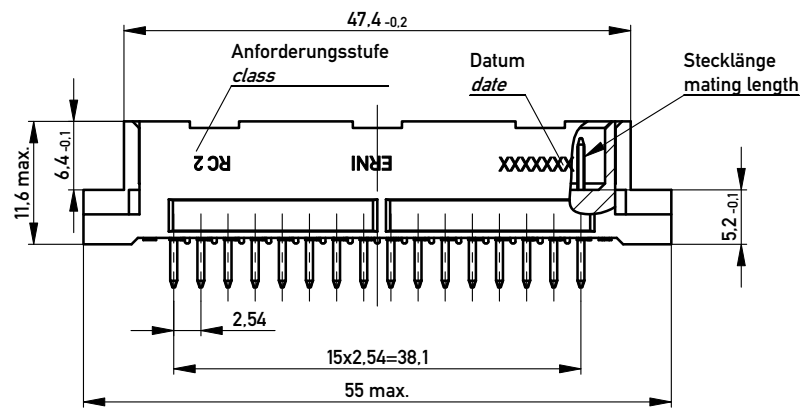 47,4 -0,2
Anforderungsstufe
class
Datum
date
Stecklänge
mating length
11,6 max.
6,4 -0,1
RC 2
ERNI
XXXXXXXX
5,2 -0,1
2,54
15x2,54=38,1
55 max.